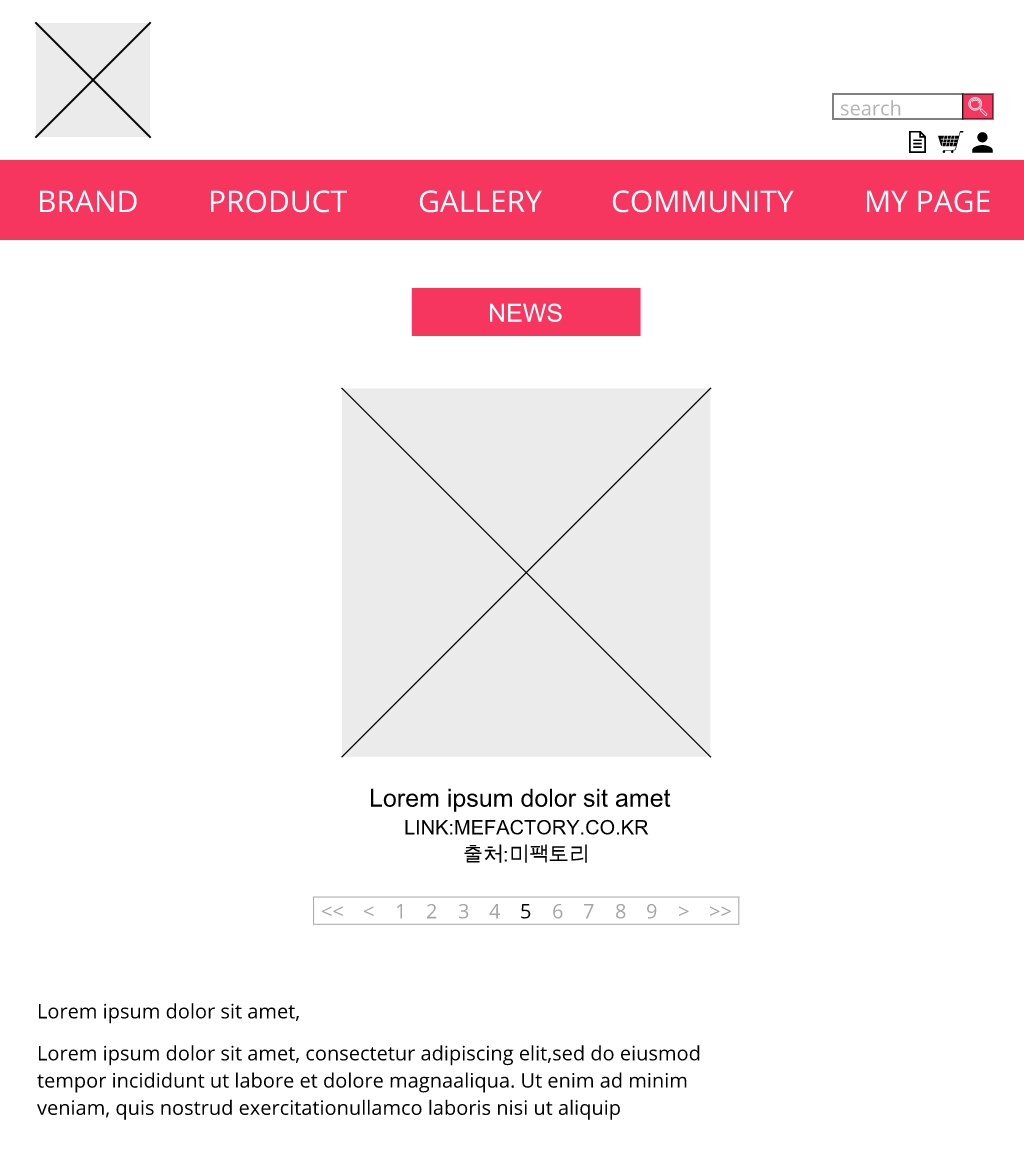 search
BRAND PRODUCT GALLERY COMMUNITY MY PAGE
NEWS
Lorem ipsum dolor sit amet
LINK:MEFACTORY.CO.KR
출처:미팩토리
<< < 1 2 3 4 5 6 7 8 9 > >>
Lorem ipsum dolor sit amet,
Lorem ipsum dolor sit amet, consectetur adipiscing elit,sed do eiusmod
tempor incididunt ut labore et dolore magnaaliqua. Ut enim ad minim
veniam, quis nostrud exercitationullamco laboris nisi ut aliquip